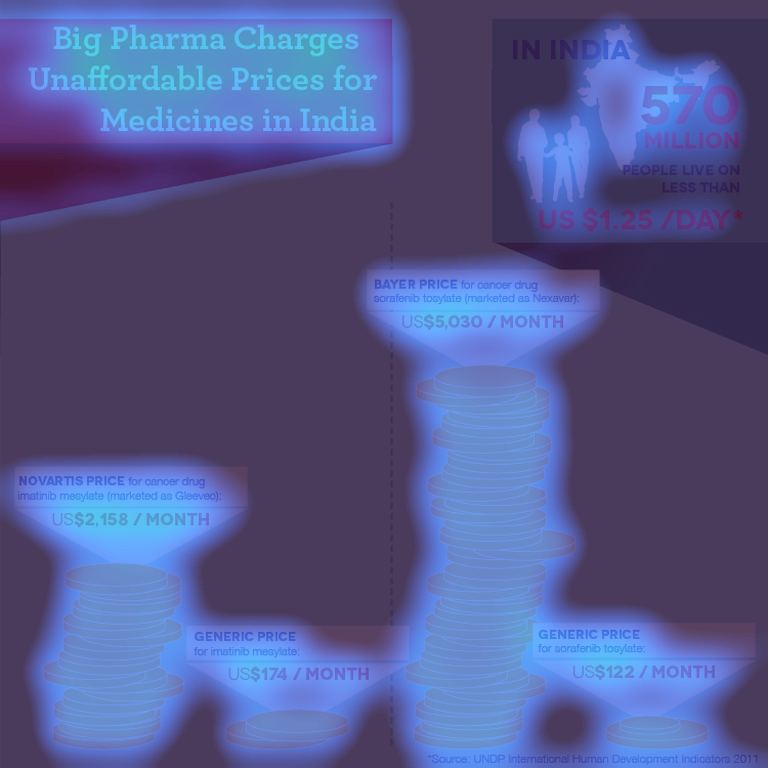 Big Pharma Charges
Unaffordable Prices for
Medicines in India
IN INDIA
570
MILLION
PEOPLE LIVE ON
LESS THAN
US $1.25 /DAY*
BAYER PRICE for cancer drug
sorafenib tosylate (marketed as Nexavar):
US$5,030 / MONTH
NOVARTIS PRICE for cancer drug
imatinib mesylate (marketed as Gleevec):
US$2,158 / MONTH
GENERIC PRICE
for imatinib mesylate:
US$174 / MONTH
GENERIC PRICE
for sorafenib tosylate:
US$122 / MONTH
*Source: UNDP International Human Development Indicators 2011